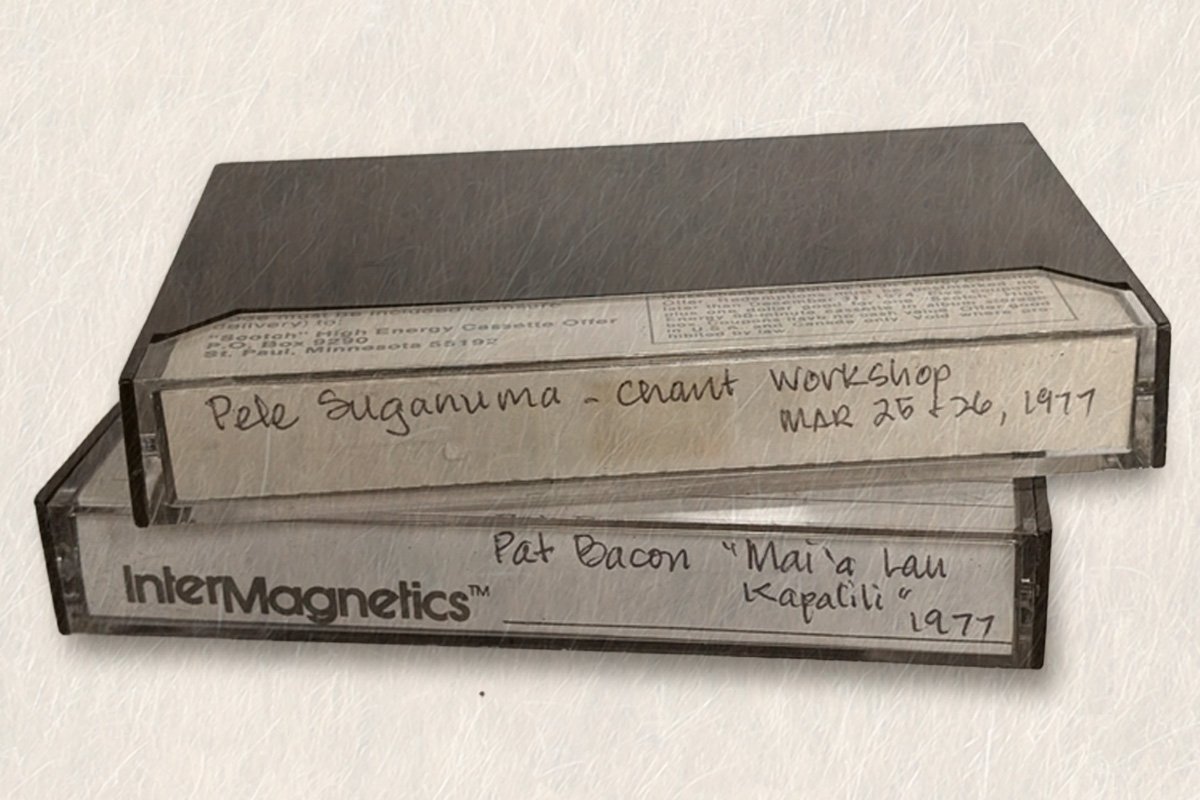 delivery) to:
"Scotch" High Energy Cassette Offer
P.O. Box 9290
St. Paul, Minnesota 55192
Pele Suganuma - chant workshop
MAR 25 + 26, 1977
InterMagnetics™
Pat Bacon "Mai'a Lau
Kapalili"
1977